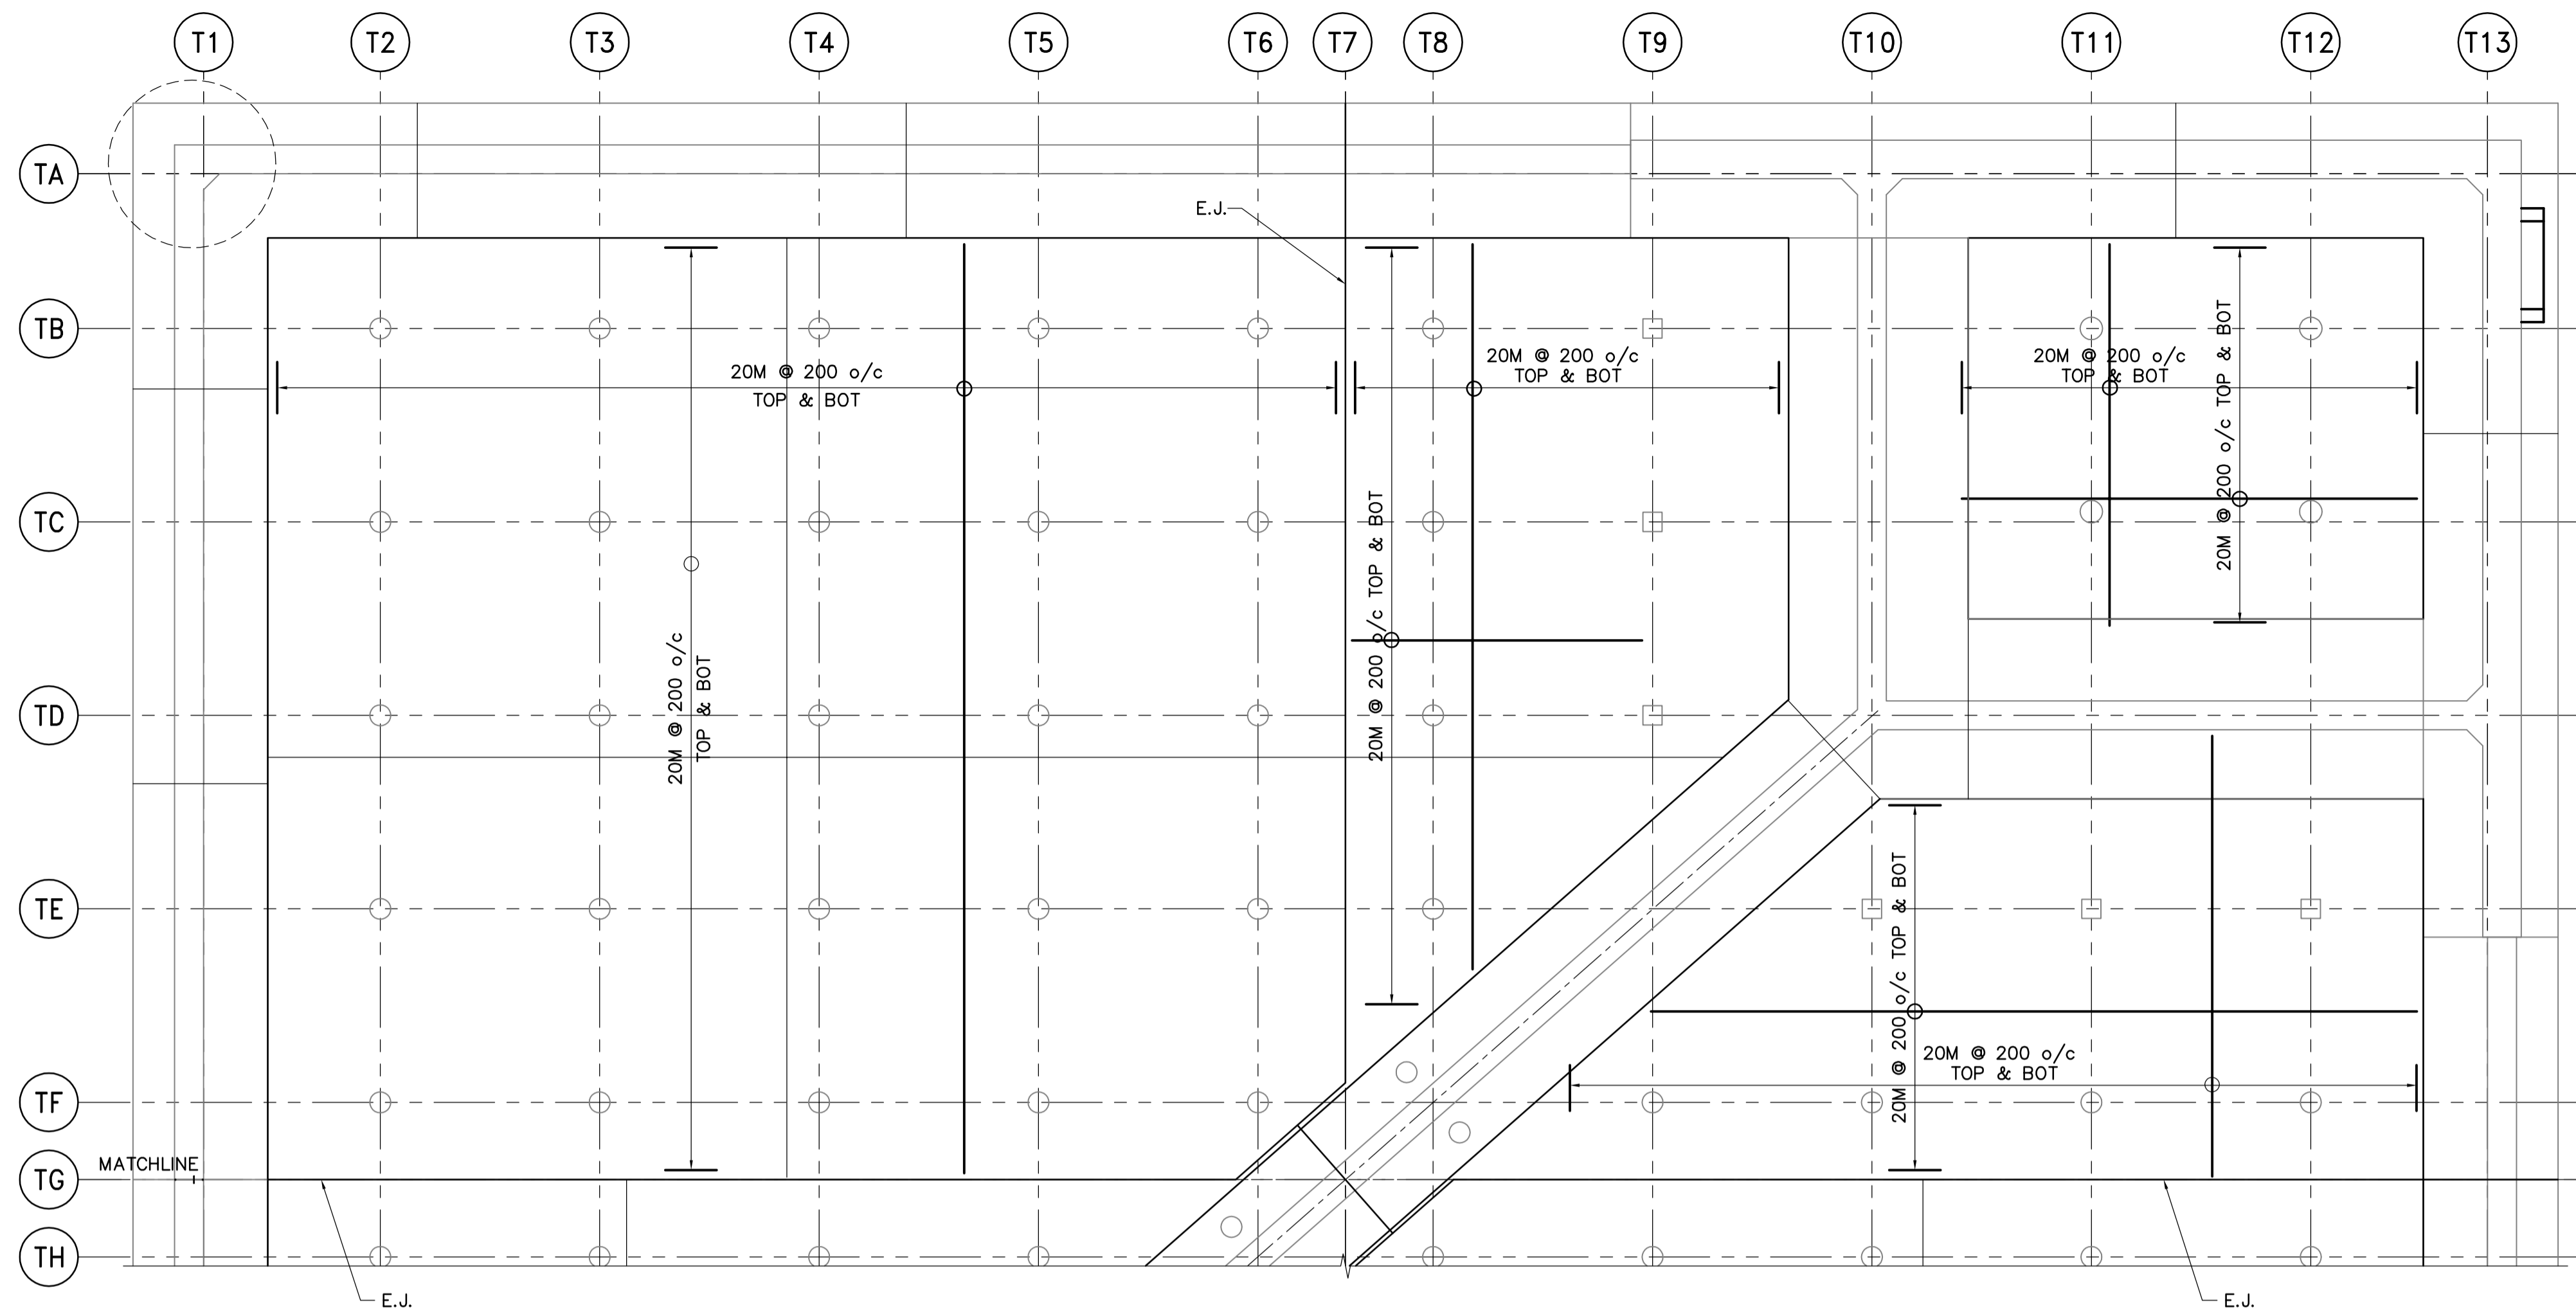 T1 T2 T3 T4 T5 T6 T7 T8 T9 T10 T11 T12 T13
TA
E.J.
TB
20M @ 200 o/c
TOP & BOT
20M @ 200 o/c
TOP & BOT
20M @ 200 o/c
TOP & BOT
20M @ 200 o/c TOP & BOT
TC
20M @ 200 o/c TOP & BOT
20M @ 200 o/c
TOP & BOT
TD
TE
20M @ 200 o/c TOP & BOT
20M @ 200 o/c
TOP & BOT
TF
MATCHLINE
TG
TH
E.J.
E.J.